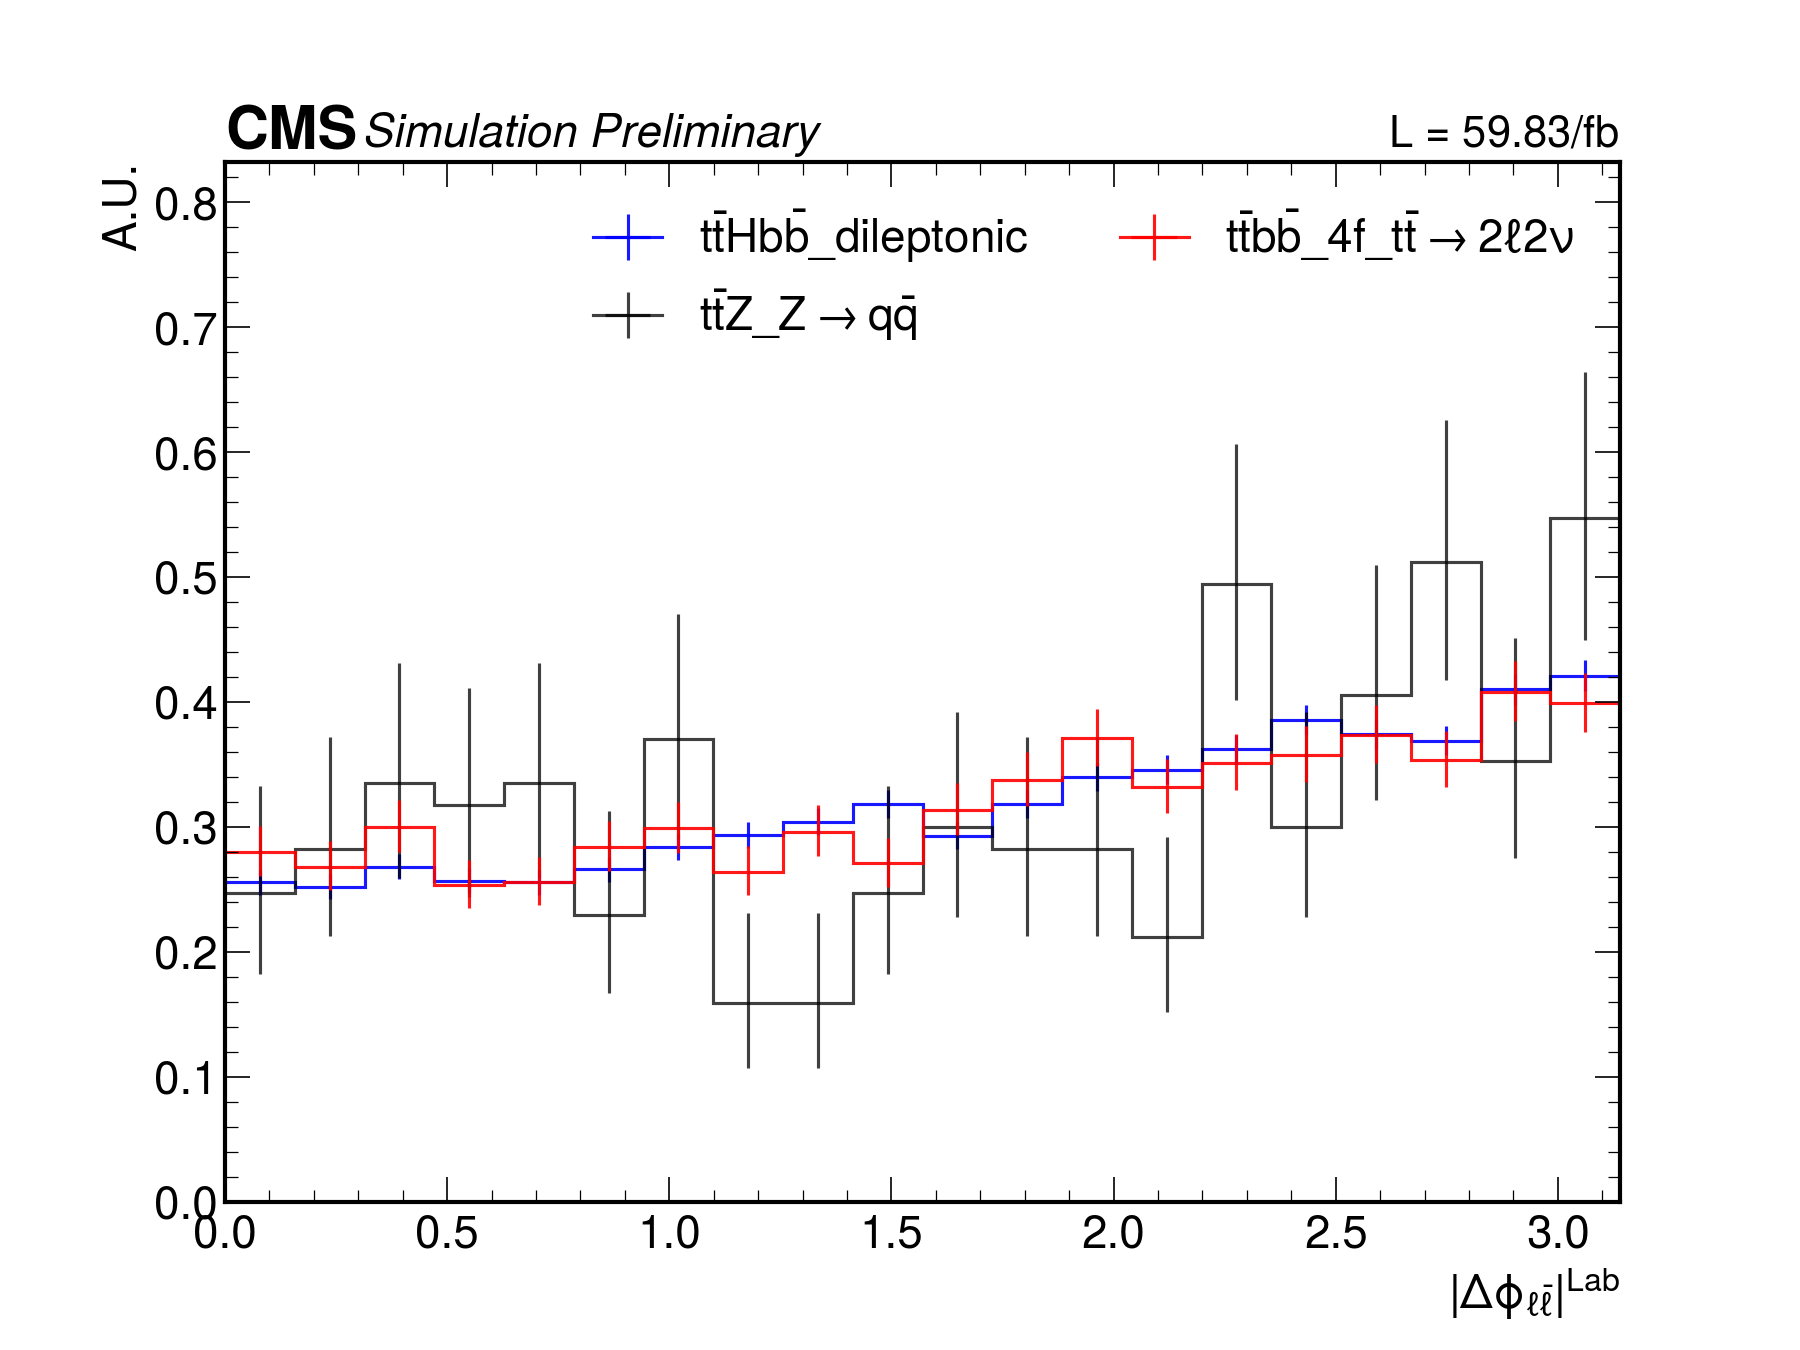 CMS Simulation Preliminary L = 59.83/fb
A.U.
0.8
0.7
0.6
0.5
0.4
0.3
0.2
0.1
0.0
tt̄Hbb̄_dileptonic
tt̄Z_Z → qq̄
tt̄bb̄_4f_tt̄ → 2ℓ2ν
0.0 0.5 1.0 1.5 2.0 2.5 3.0
|Δϕℓℓ̄|^Lab